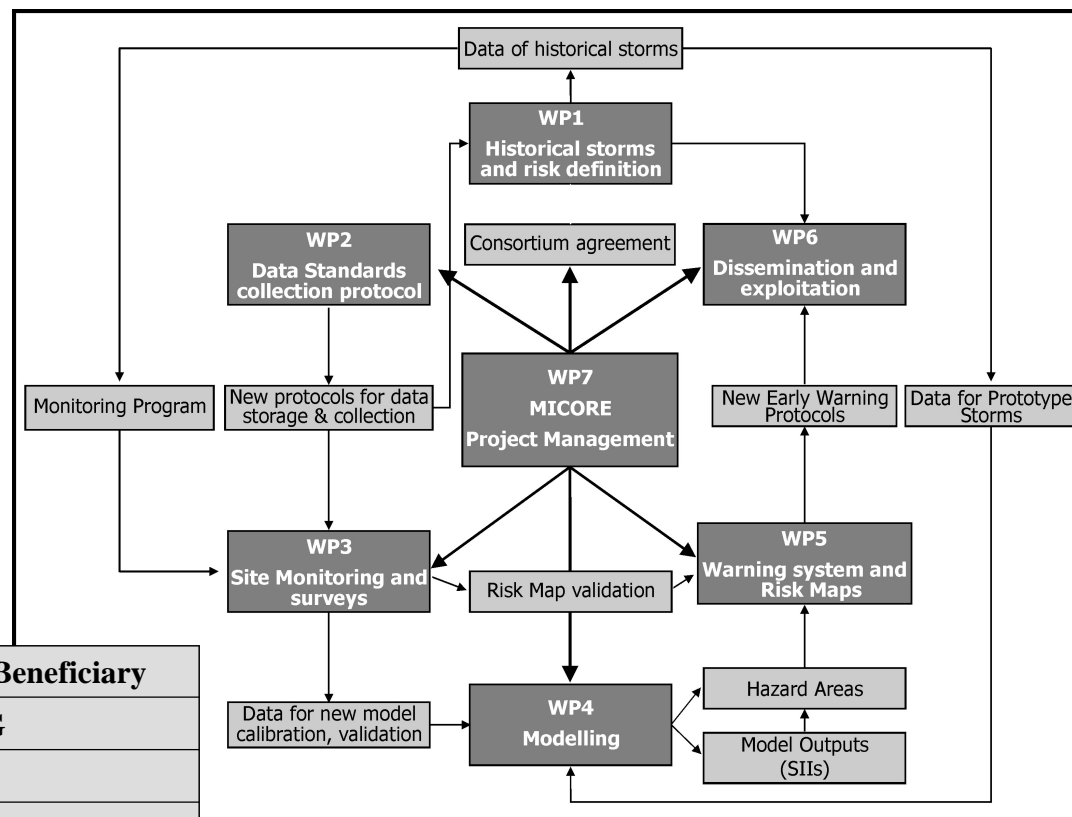 Data of historical storms
WP1
Historical storms
and risk definition
WP2
Data Standards
collection protocol
Consortium agreement
WP6
Dissemination and
exploitation
WP7
MICORE
Project Management
Monitoring Program
New protocols for data
storage & collection
New Early Warning
Protocols
Data for Prototype
Storms
WP3
Site Monitoring and
surveys
Risk Map validation
WP5
Warning system and
Risk Maps
Beneficiary
Data for new model
calibration, validation
WP4
Modelling
Hazard Areas
Model Outputs
(SIIs)